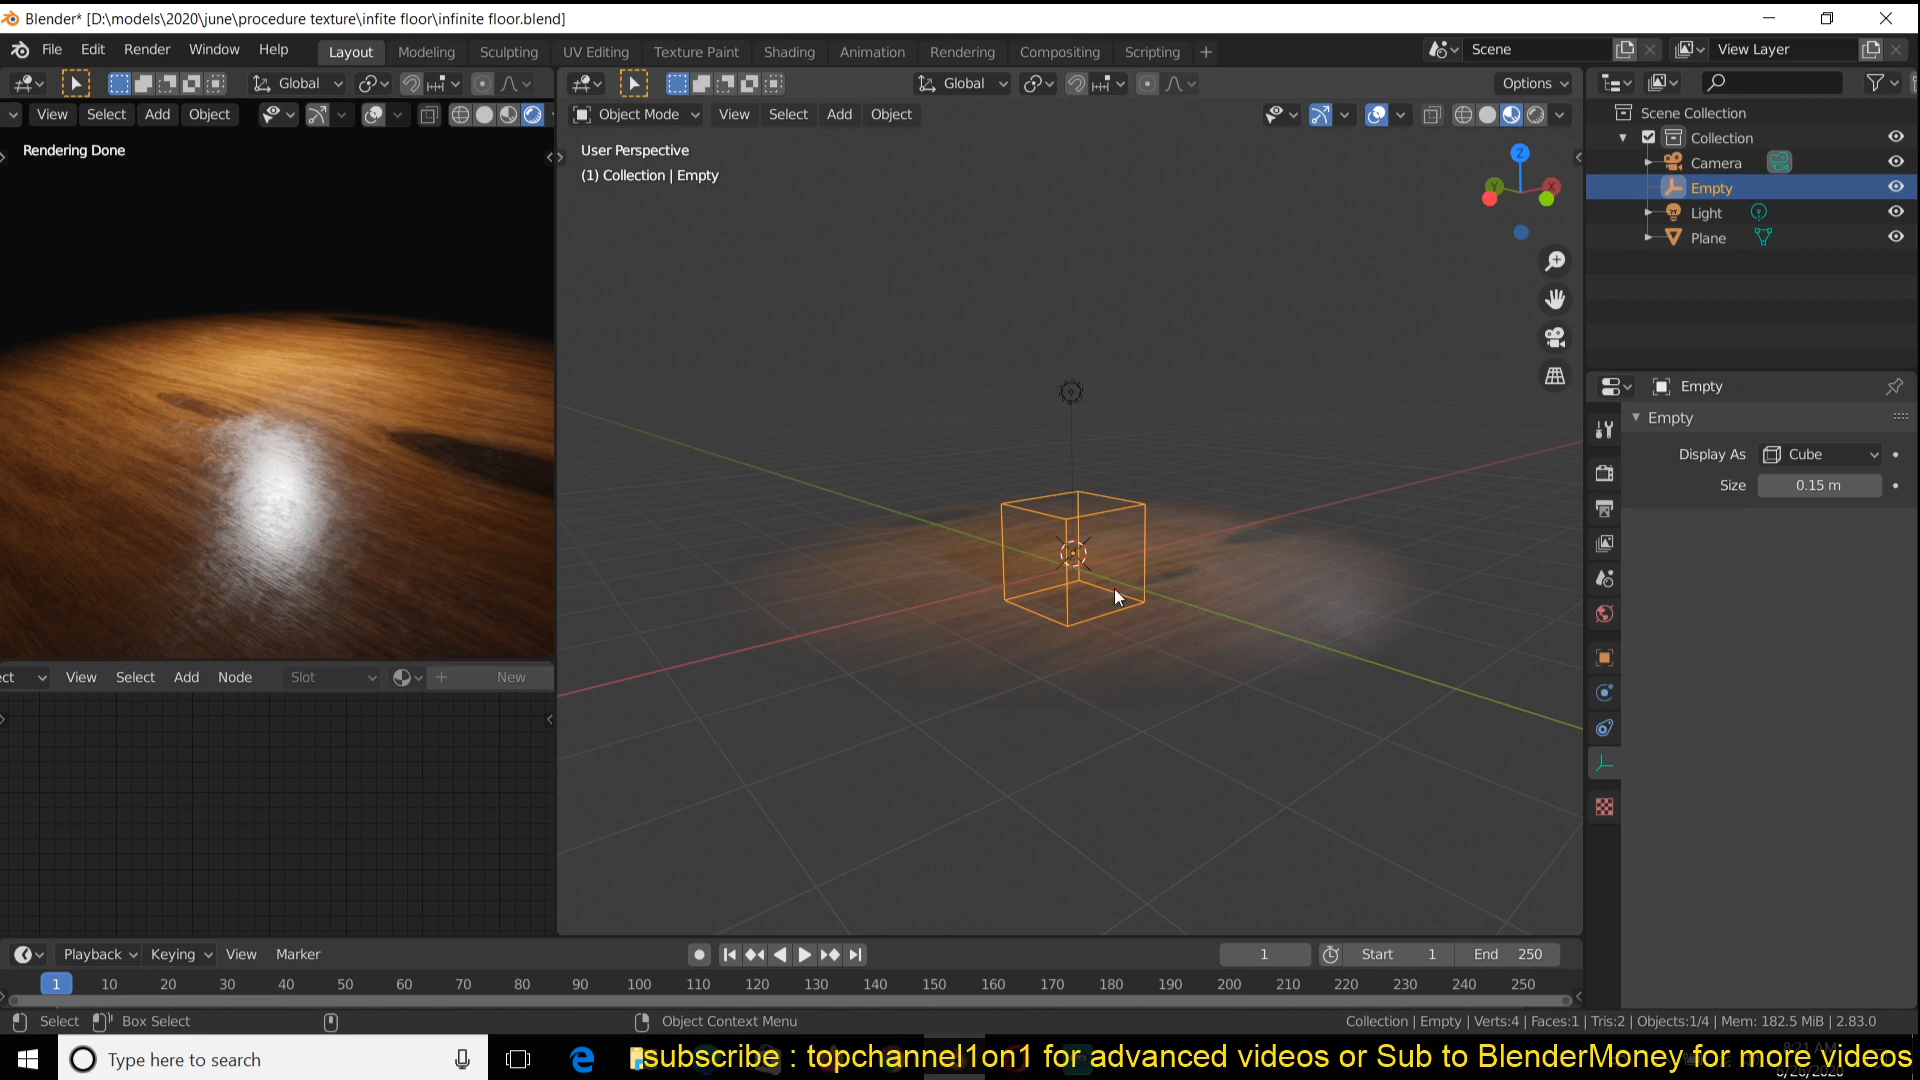 Blender* [D:\models\2020\june\procedure texture\infite floor\infinite floor.blend]
File Edit Render Window Help Layout Modeling Sculpting UV Editing Texture Paint Shading Animation Rendering Compositing Scripting + Scene View Layer
Global Global Options
View Select Add Object Object Mode View Select Add Object
Rendering Done
User Perspective
(1) Collection | Empty
Z
Y
X
Scene Collection
Collection
Camera
Empty
Light
Plane
Empty
Empty
Display As Cube
Size 0.15 m
ect View Select Add Node Slot New
Playback Keying View Marker 1 Start 1 End 250
1 10 20 30 40 50 60 70 80 90 100 110 120 130 140 150 160 170 180 190 200 210 220 230 240 250
Select Box Select Object Context Menu Collection | Empty | Verts:4 | Faces:1 | Tris:2 | Objects:1/4 | Mem: 182.5 MiB | 2.83.0
Type here to search
subscribe : topchannel1on1 for advanced videos or Sub to BlenderMoney for more videos
8:21 AM
6/26/2020